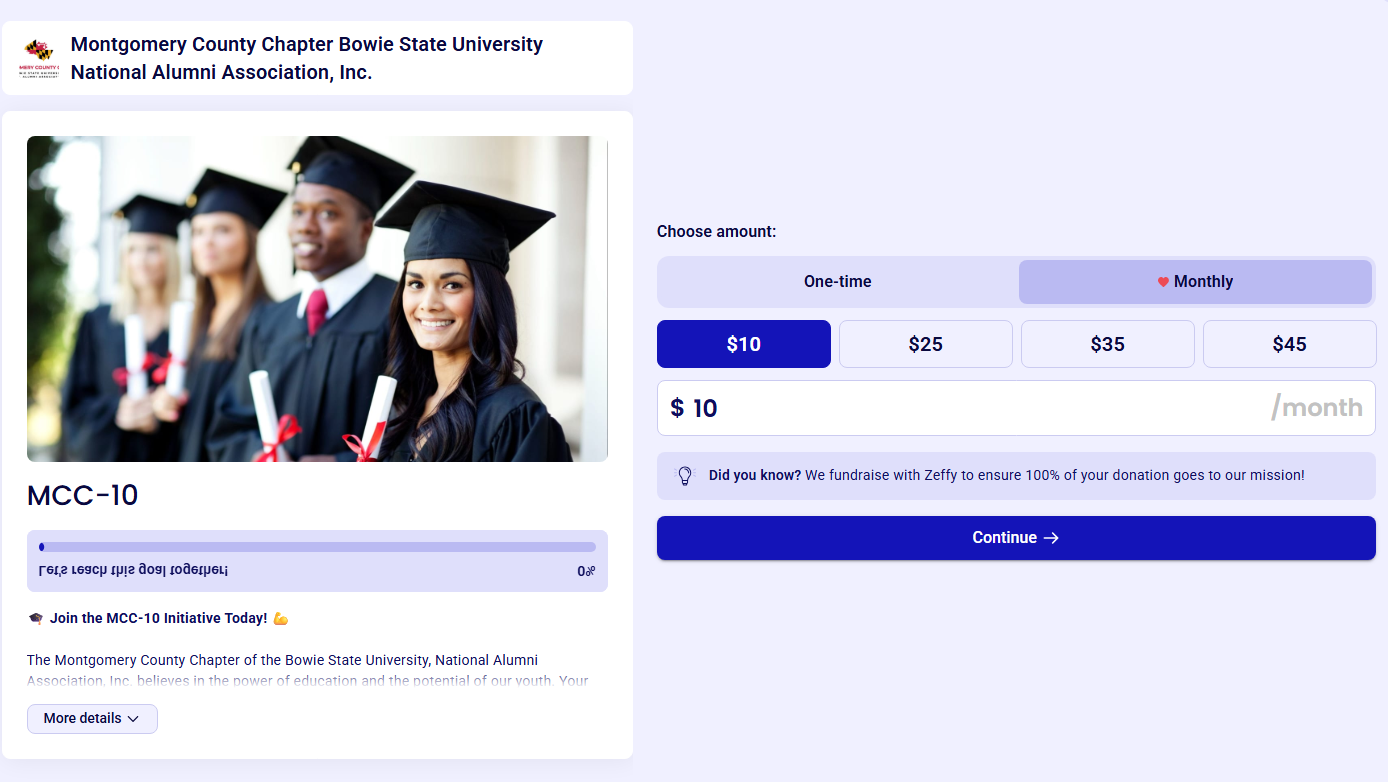 Montgomery County Chapter Bowie State University
National Alumni Association, Inc.
MCC-10
Let's reach this goal together!
0%
🎓 Join the MCC-10 Initiative Today! 💪
The Montgomery County Chapter of the Bowie State University, National Alumni
Association, Inc. believes in the power of education and the potential of our youth. Your
More details
Choose amount:
One-time
❤️ Monthly
$10
$25
$35
$45
$ 10
/month
Did you know? We fundraise with Zeffy to ensure 100% of your donation goes to our mission!
Continue →